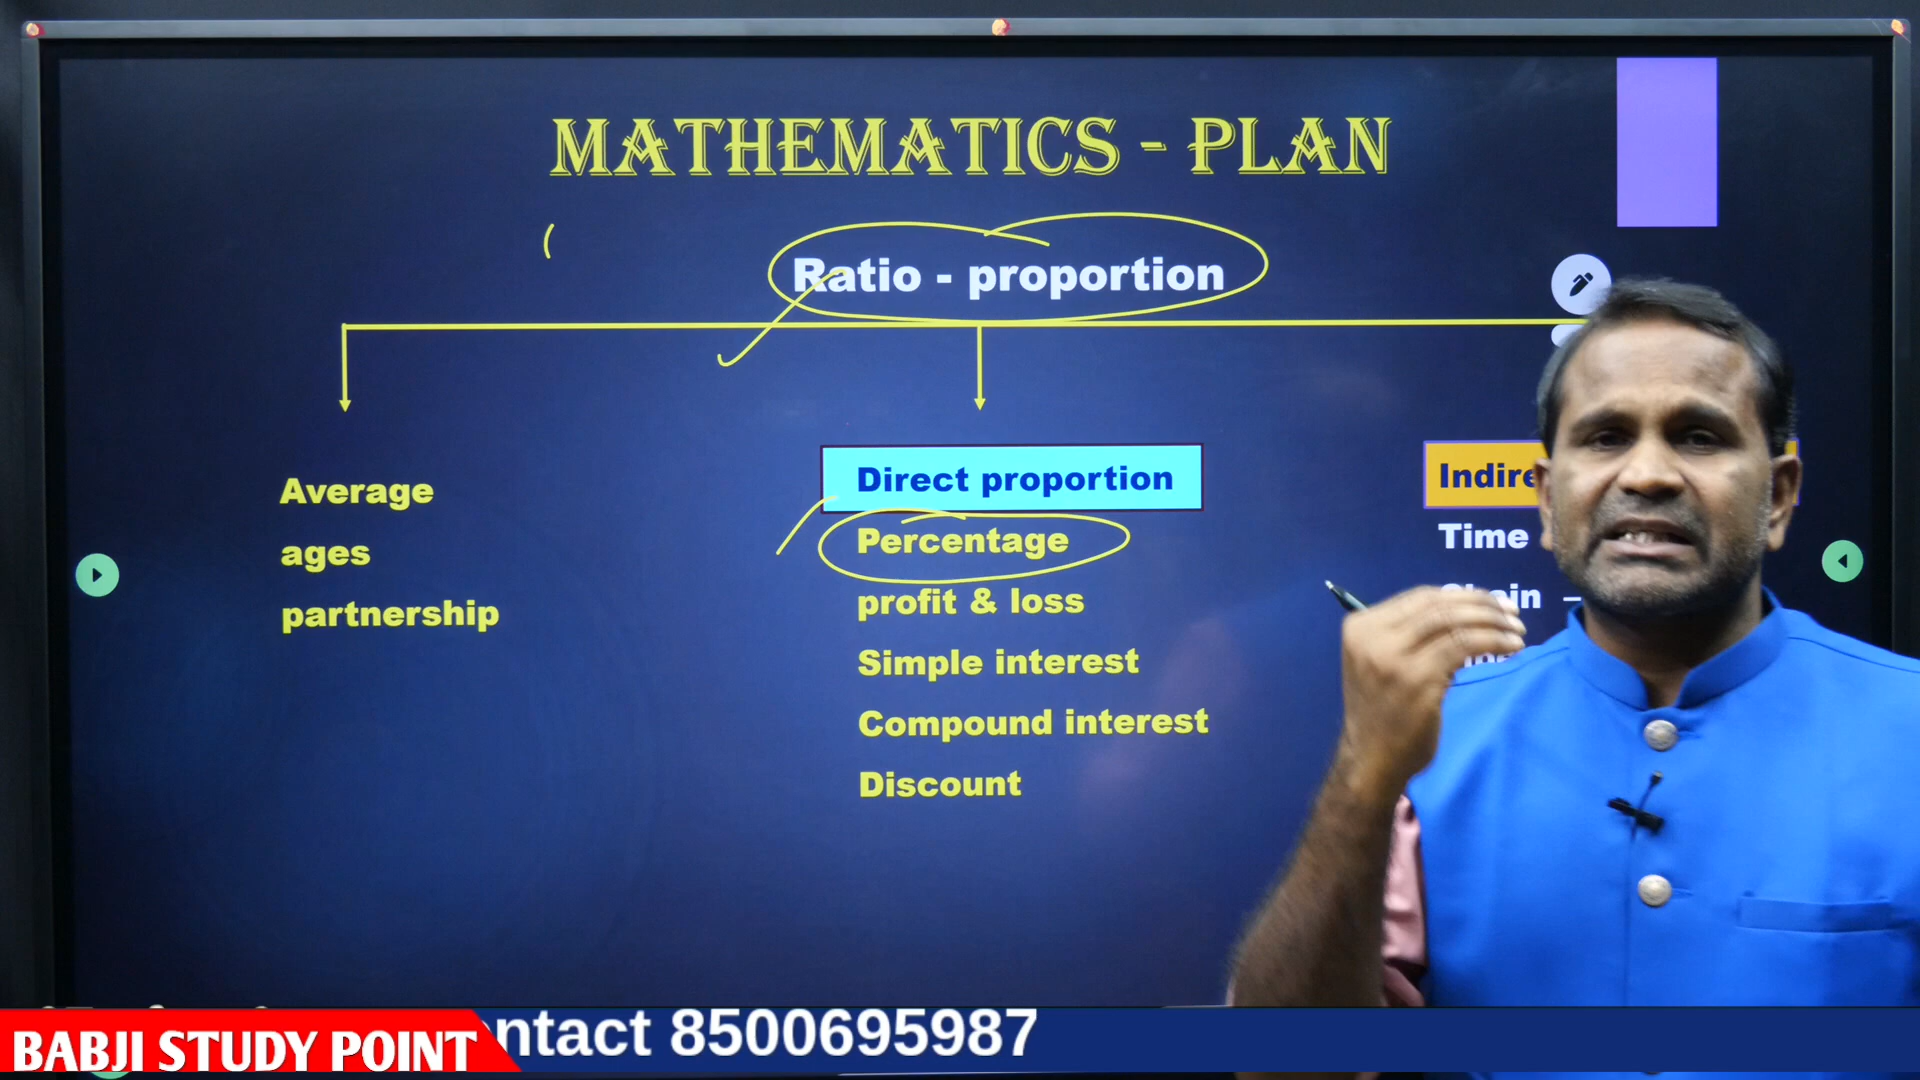 MATHEMATICS - PLAN
Ratio - proportion
Average
ages
partnership
Direct proportion
Percentage
profit & loss
Simple interest
Compound interest
Discount
Indire
Time
Chain –
BABJI STUDY POINT
ntact 8500695987